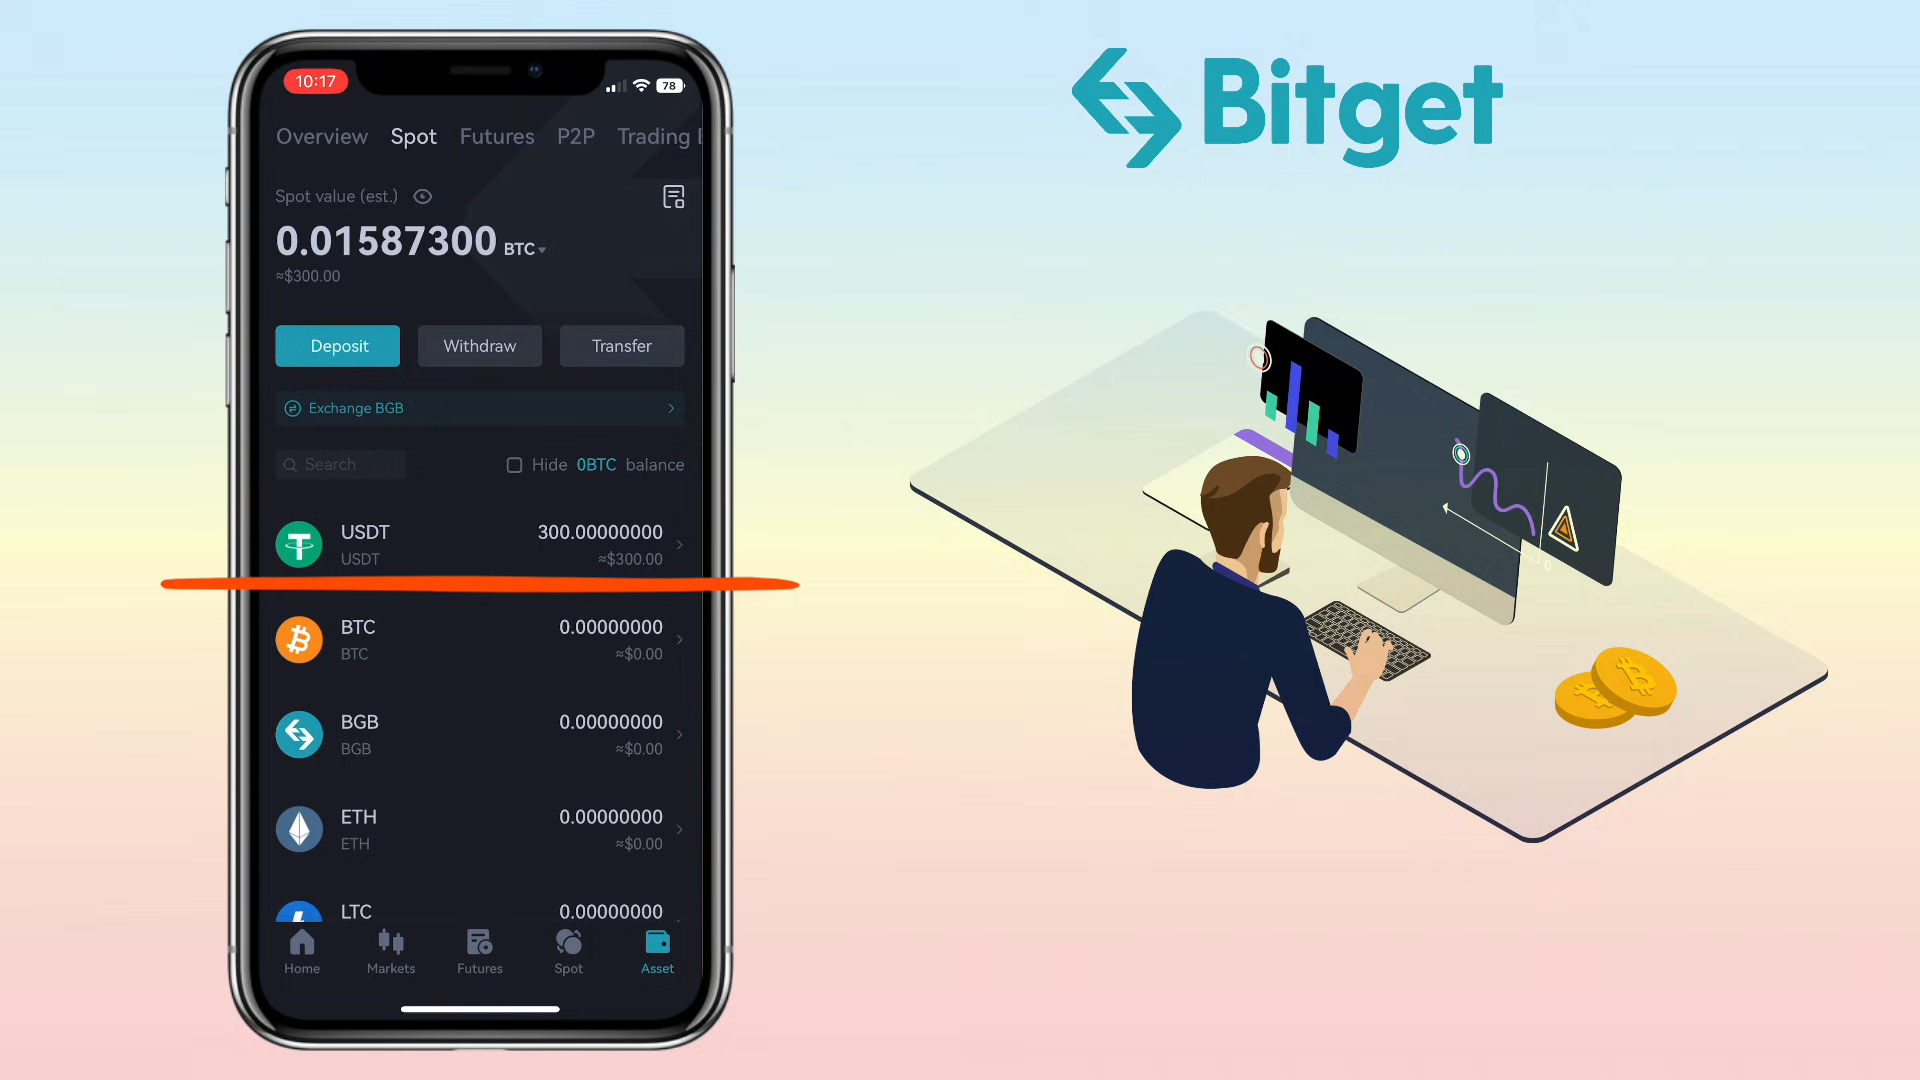 10:17
78
Overview Spot Futures P2P Trading
Spot value (est.)
0.01587300 BTC
≈$300.00
Deposit Withdraw Transfer
Exchange BGB
Search Hide 0BTC balance
USDT 300.00000000
USDT ≈$300.00
BTC 0.00000000
BTC ≈$0.00
BGB 0.00000000
BGB ≈$0.00
ETH 0.00000000
ETH ≈$0.00
LTC 0.00000000
Home Markets Futures Spot Asset
Bitget
0